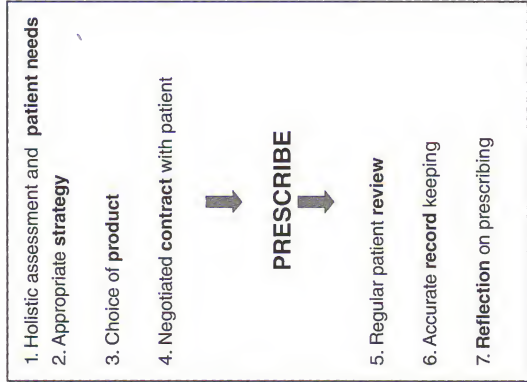 1. Holistic assessment and patient needs
2. Appropriate strategy
3. Choice of product
4. Negotiated contract with patient
PRESCRIBE
5. Regular patient review
6. Accurate record keeping
7. Reflection on prescribing